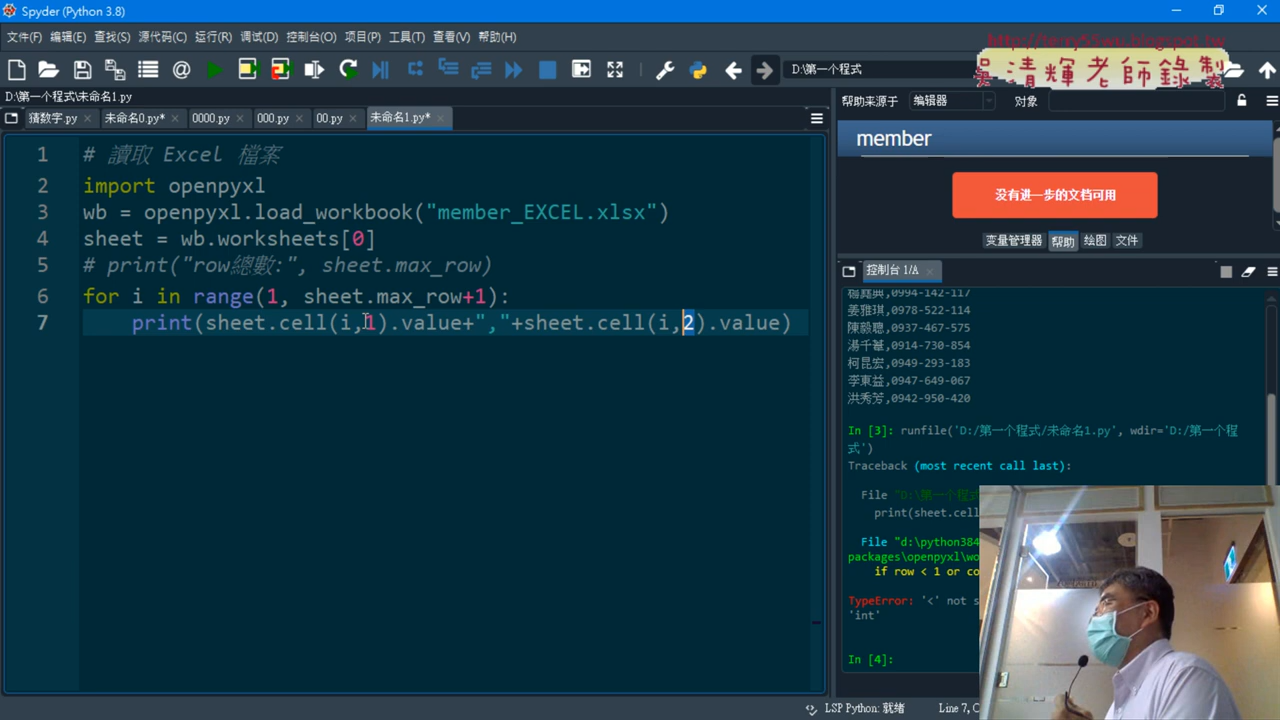 Spyder (Python 3.8)
文件(F) 编辑(E) 查找(S) 源代码(C) 运行(R) 调试(D) 控制台(O) 项目(P) 工具(T) 查看(V) 帮助(H)
http://terry55wu.blogspot.tw
吳清輝老師錄製
D:\第一个程式
D:\第一个程式\未命名1.py
猜数字.py 未命名0.py* 0000.py 000.py 00.py 未命名1.py*
帮助来源于 编辑器 对象
member
没有进一步的文档可用
变量管理器 帮助 绘图 文件
1 # 讀取 Excel 檔案
2 import openpyxl
3 wb = openpyxl.load_workbook("member_EXCEL.xlsx")
4 sheet = wb.worksheets[0]
5 # print("row總數:", sheet.max_row)
6 for i in range(1, sheet.max_row+1):
7 print(sheet.cell(i,1).value+","+sheet.cell(i,2).value)
控制台 1/A
0994-142-117
姜雅琪,0978-522-114
陳毅聰,0937-467-575
湯千蕙,0914-730-854
柯昆宏,0949-293-183
李東益,0947-649-067
洪秀芳,0942-950-420
In [3]: runfile('D:/第一个程式/未命名1.py', wdir='D:/第一个程
式')
Traceback (most recent call last):
File "D:\第一个程式
print(sheet.cell
File "d:\python384
packages\openpyxl\wo
if row < 1 or co
TypeError: '<' not s
'int'
In [4]:
LSP Python: 就绪 Line 7, C